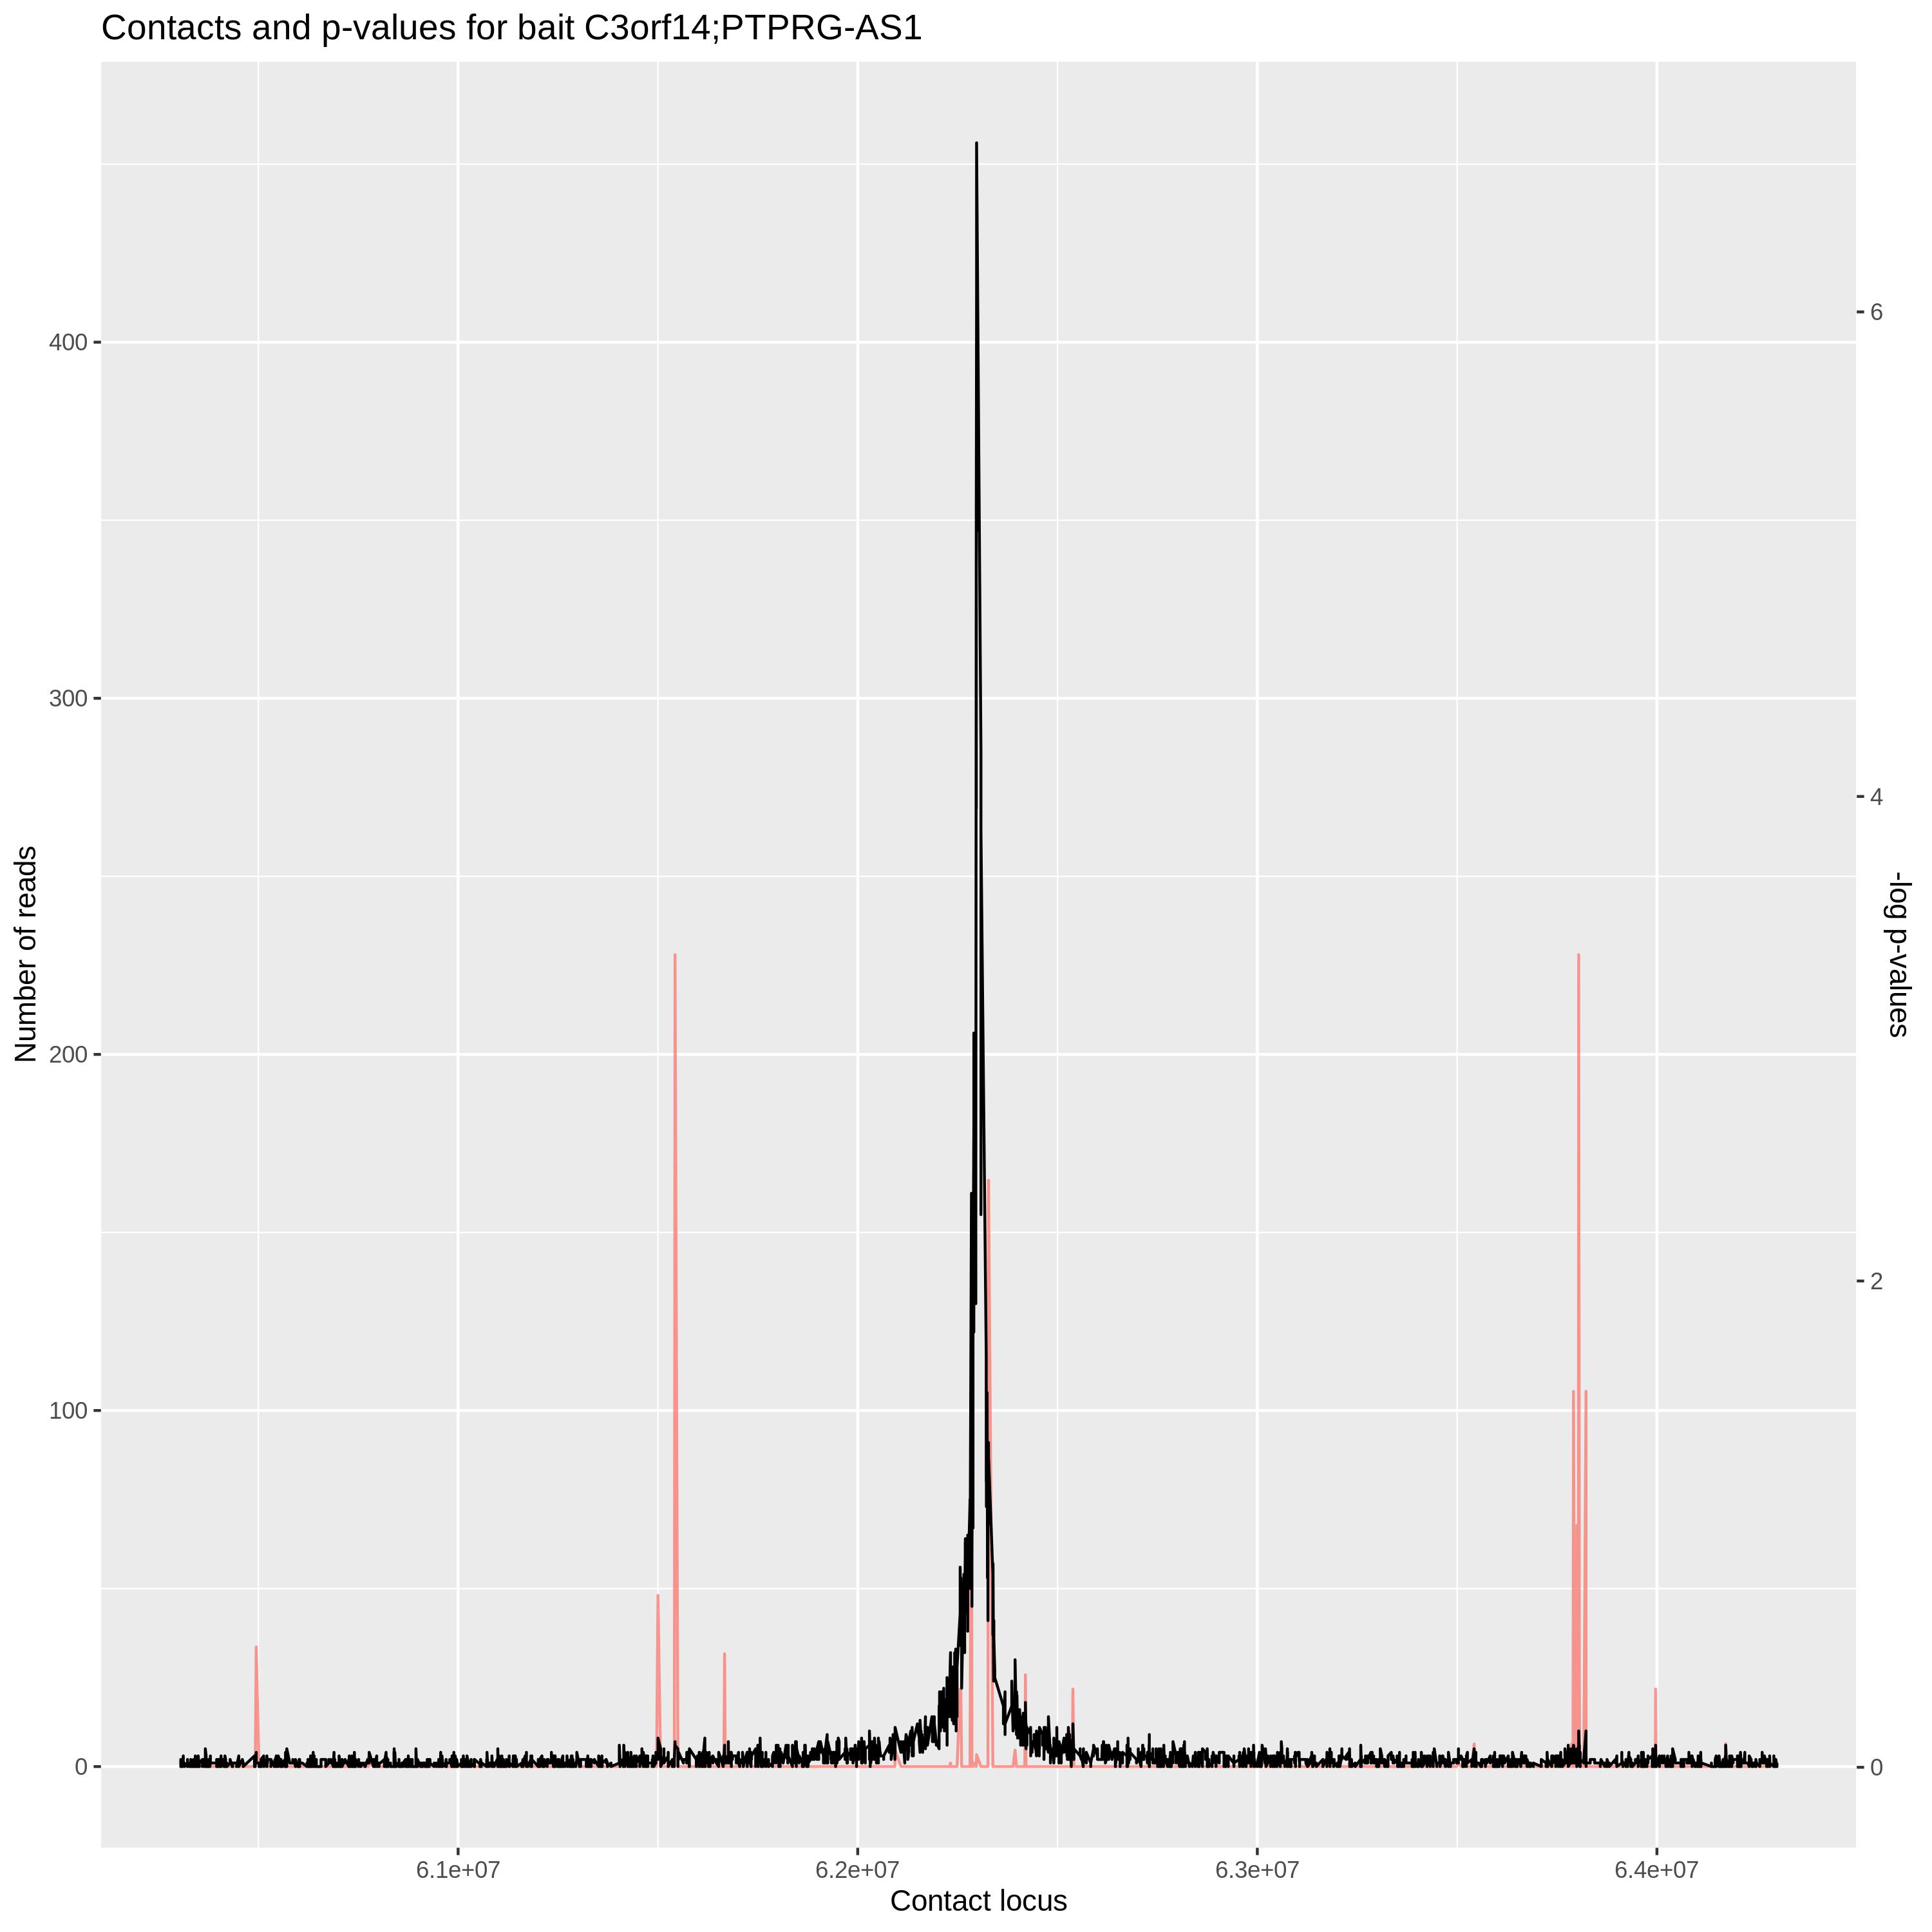 Contacts and p-values for bait C3orf14;PTPRG-AS1
Number of reads
400
300
200
100
0
6
4
2
0
-log p-values
6.1e+07
6.2e+07
6.3e+07
6.4e+07
Contact locus